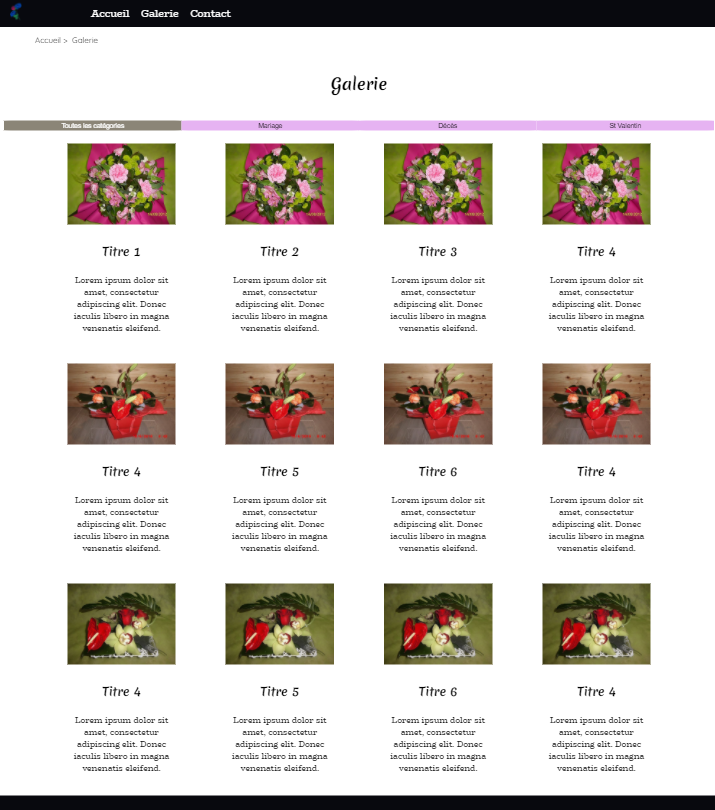 Accueil Galerie Contact
Accueil > Galerie
Galerie
Toutes les catégories Mariage Décès St Valentin
Titre 1 Titre 2 Titre 3 Titre 4
Lorem ipsum dolor sit Lorem ipsum dolor sit Lorem ipsum dolor sit Lorem ipsum dolor sit
amet, consectetur amet, consectetur amet, consectetur amet, consectetur
adipiscing elit. Donec adipiscing elit. Donec adipiscing elit. Donec adipiscing elit. Donec
iaculis libero in magna iaculis libero in magna iaculis libero in magna iaculis libero in magna
venenatis eleifend. venenatis eleifend. venenatis eleifend. venenatis eleifend.
Titre 4 Titre 5 Titre 6 Titre 4
Lorem ipsum dolor sit Lorem ipsum dolor sit Lorem ipsum dolor sit Lorem ipsum dolor sit
amet, consectetur amet, consectetur amet, consectetur amet, consectetur
adipiscing elit. Donec adipiscing elit. Donec adipiscing elit. Donec adipiscing elit. Donec
iaculis libero in magna iaculis libero in magna iaculis libero in magna iaculis libero in magna
venenatis eleifend. venenatis eleifend. venenatis eleifend. venenatis eleifend.
Titre 4 Titre 5 Titre 6 Titre 4
Lorem ipsum dolor sit Lorem ipsum dolor sit Lorem ipsum dolor sit Lorem ipsum dolor sit
amet, consectetur amet, consectetur amet, consectetur amet, consectetur
adipiscing elit. Donec adipiscing elit. Donec adipiscing elit. Donec adipiscing elit. Donec
iaculis libero in magna iaculis libero in magna iaculis libero in magna iaculis libero in magna
venenatis eleifend. venenatis eleifend. venenatis eleifend. venenatis eleifend.